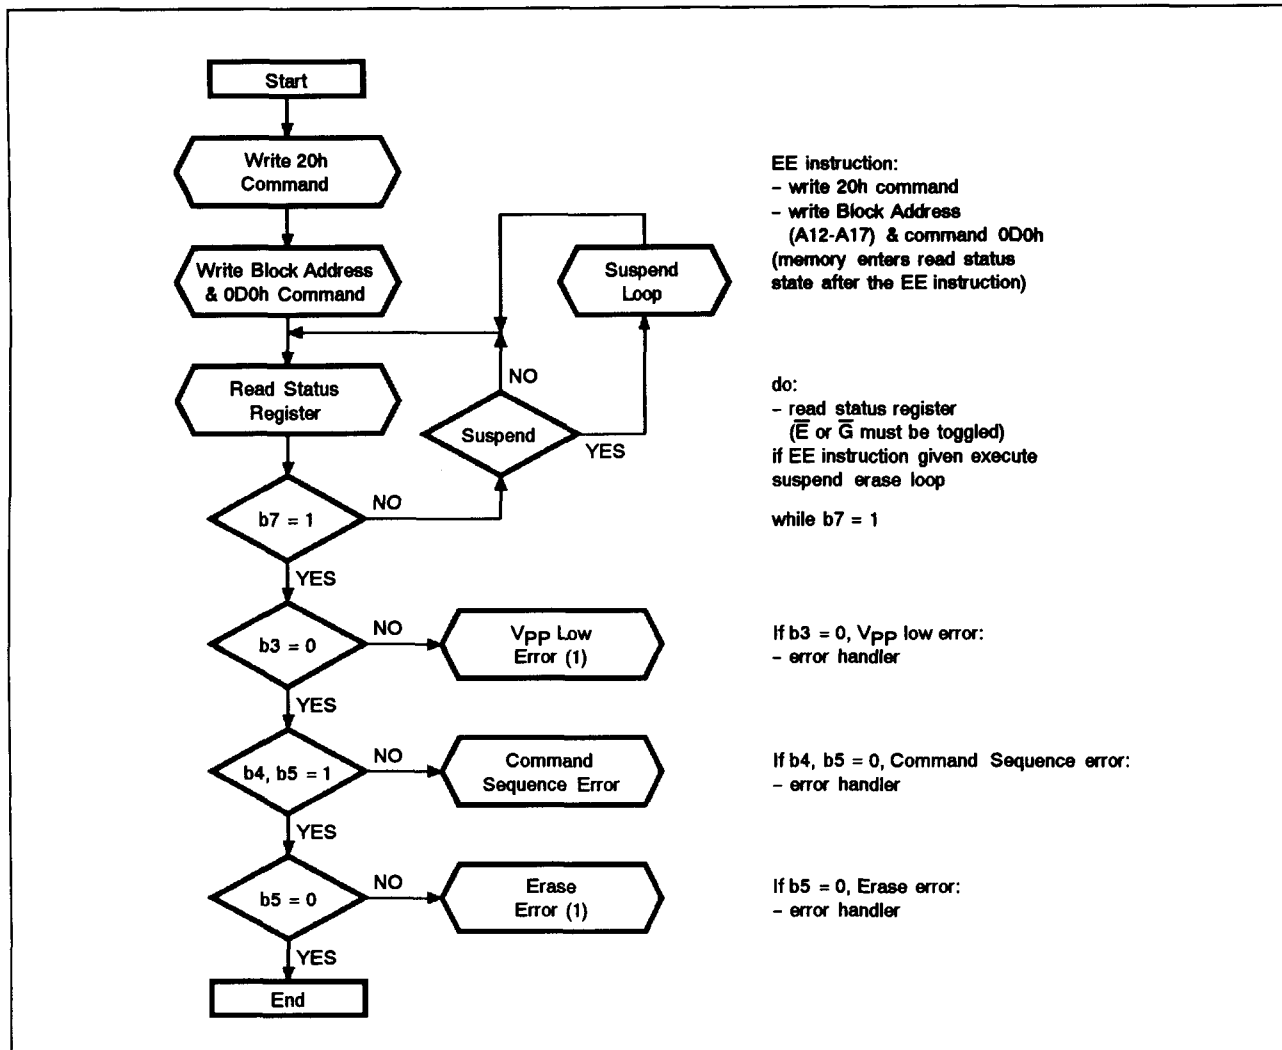 Start
Write 20h
Command
Write Block Address
& 0D0h Command
Suspend
Loop
NO
Read Status
Register
Suspend
YES
b7 = 1
NO
YES
b3 = 0
NO
VPP Low
Error (1)
YES
b4, b5 = 1
NO
Command
Sequence Error
YES
b5 = 0
NO
Erase
Error (1)
YES
End
EE instruction:
– write 20h command
– write Block Address
(A12-A17) & command 0D0h
(memory enters read status
state after the EE instruction)
do:
– read status register
(E̅ or G̅ must be toggled)
if EE instruction given execute
suspend erase loop
while b7 = 1
If b3 = 0, VPP low error:
– error handler
If b4, b5 = 0, Command Sequence error:
– error handler
If b5 = 0, Erase error:
– error handler